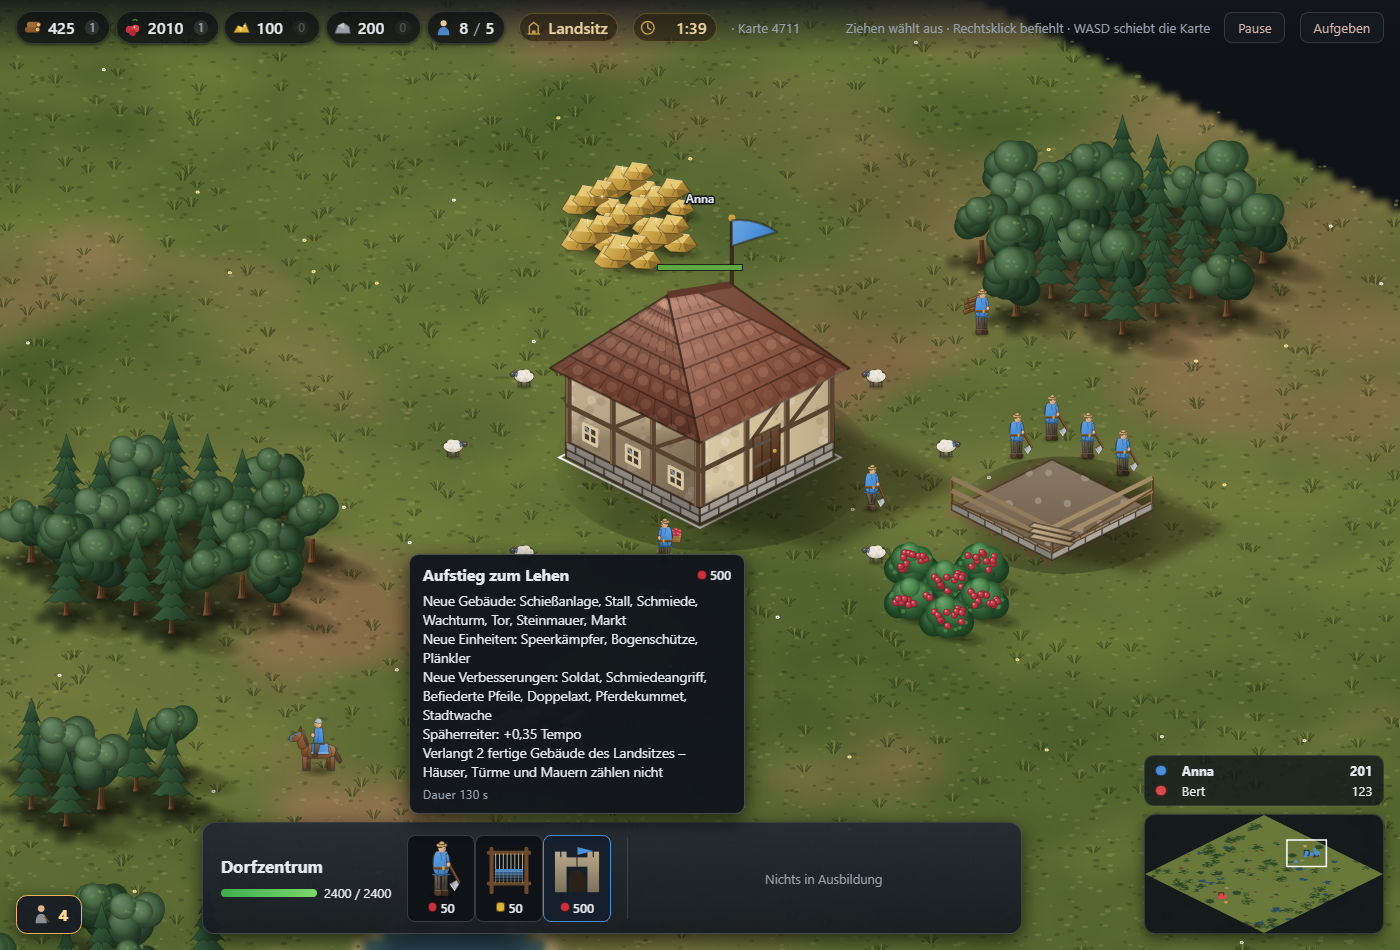 425 1 2010 1 100 0 200 0 8 / 5 Landsitz 1:39 · Karte 4711 Ziehen wählt aus · Rechtsklick befiehlt · WASD schiebt die Karte Pause Aufgeben
Anna
Aufstieg zum Lehen 500
Neue Gebäude: Schießanlage, Stall, Schmiede,
Wachturm, Tor, Steinmauer, Markt
Neue Einheiten: Speerkämpfer, Bogenschütze,
Plänkler
Neue Verbesserungen: Soldat, Schmiedeangriff,
Befiederte Pfeile, Doppelaxt, Pferdekummet,
Stadtwache
Späherreiter: +0,35 Tempo
Verlangt 2 fertige Gebäude des Landsitzes –
Häuser, Türme und Mauern zählen nicht
Dauer 130 s
Anna 201
Bert 123
Dorfzentrum
2400 / 2400
50 50 500
Nichts in Ausbildung
4